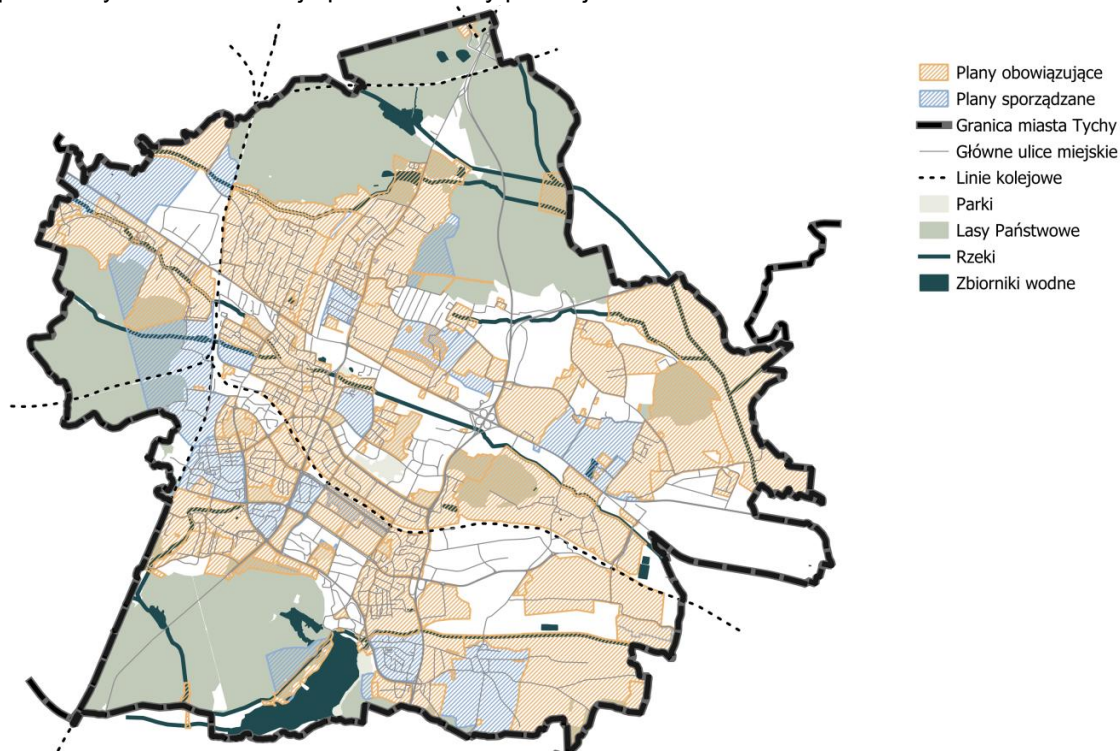 Plany obowiązujące
Plany sporządzane
Granica miasta Tychy
Główne ulice miejskie
Linie kolejowe
Parki
Lasy Państwowe
Rzeki
Zbiorniki wodne